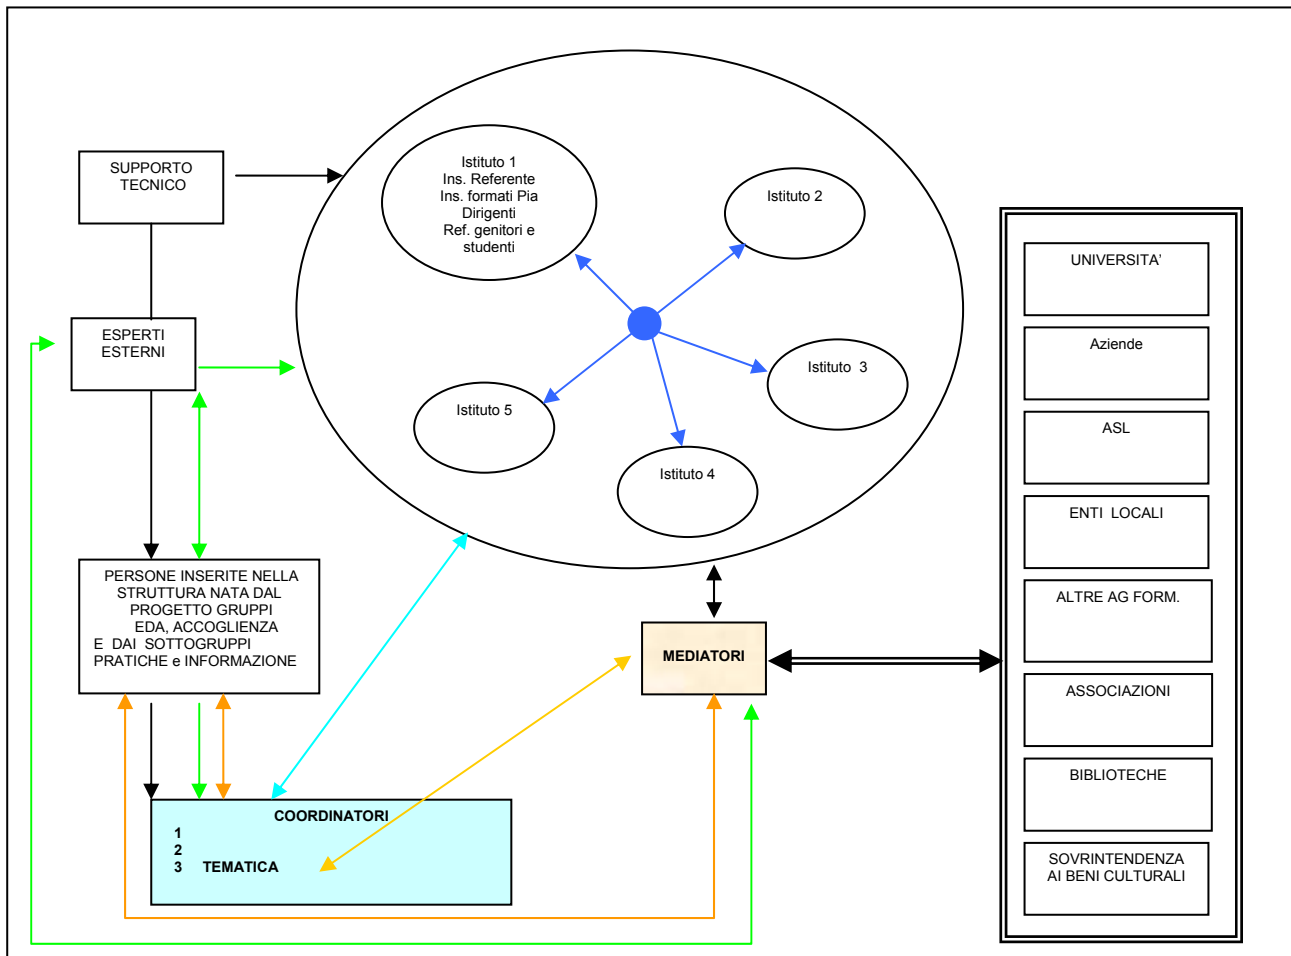 SUPPORTO
TECNICO
ESPERTI
ESTERNI
PERSONE INSERITE NELLA
STRUTTURA NATA DAL
PROGETTO GRUPPI
EDA, ACCOGLIENZA
E DAI SOTTOGRUPPI
PRATICHE e INFORMAZIONE
Istituto 1
Ins. Referente
Ins. formati Pia
Dirigenti
Ref. genitori e
studenti
Istituto 2
Istituto 3
Istituto 4
Istituto 5
MEDIATORI
COORDINATORI
1
2
3 TEMATICA
UNIVERSITA’
Aziende
ASL
ENTI LOCALI
ALTRE AG FORM.
ASSOCIAZIONI
BIBLIOTECHE
SOVRINTENDENZA
AI BENI CULTURALI